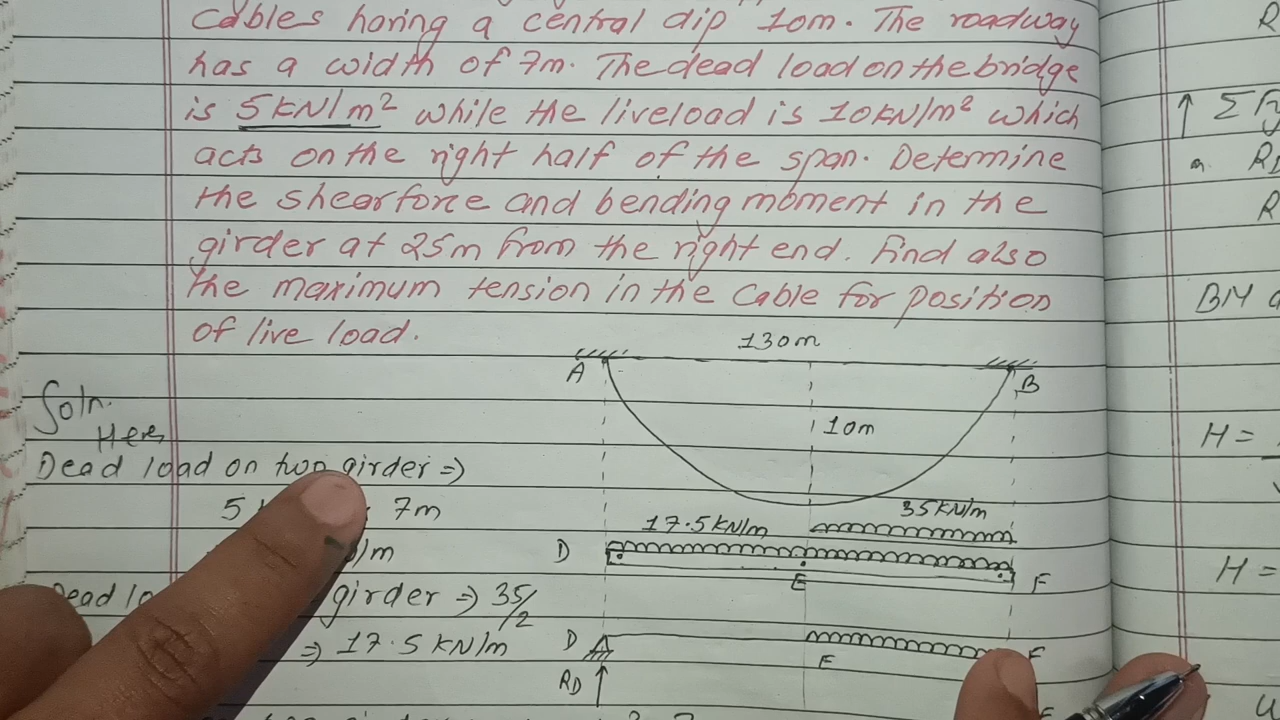 cables having a central dip 10m. The roadway
has a width of 7m. The dead load on the bridge
is 5kN/m² while the liveload is 10kN/m² which
acts on the right half of the span. Determine
the shearforce and bending moment in the
girder at 25m from the right end. Find also
the maximum tension in the cable for position
of live load.
130m
A
B
10m
Soln.
Here,
Dead load on two girder ⇒
5
7m
/m
girder ⇒ 35/2
⇒ 17.5 KN/m
17.5KN/m
35KN/m
D
E
F
D
E
F
RD
R
↑ ΣFy
RD
R
BM
H =
H =